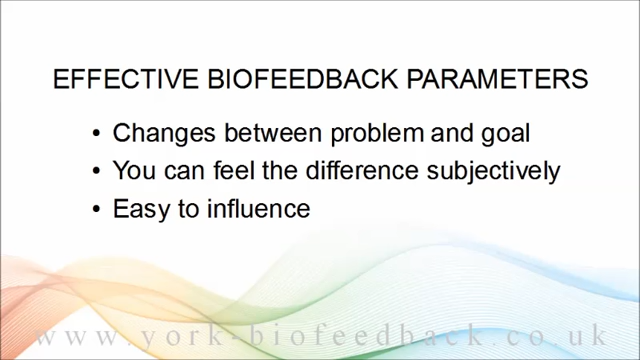 EFFECTIVE BIOFEEDBACK PARAMETERS
• Changes between problem and goal
• You can feel the difference subjectively
• Easy to influence
www.york-biofeedback.co.uk